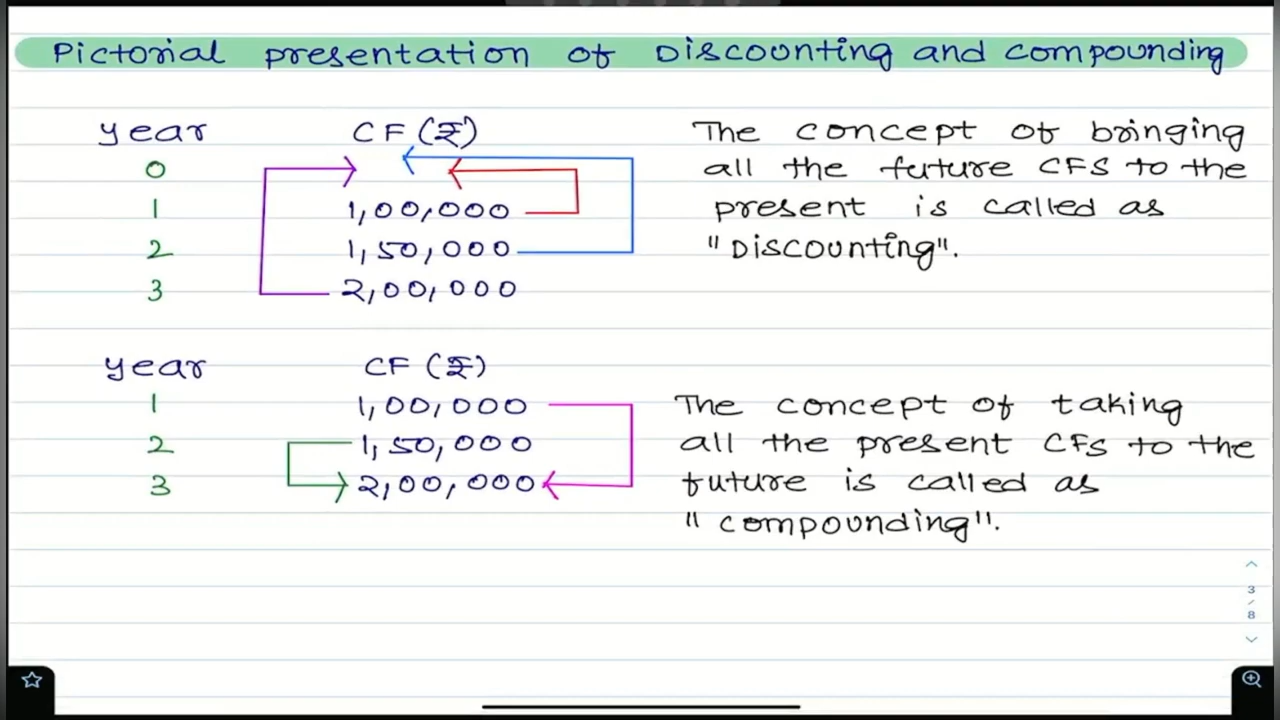 Pictorial presentation of Discounting and compounding
year CF (₹)
0
1 1,00,000
2 1,50,000
3 2,00,000
The concept of bringing
all the future CFS to the
present is called as
"Discounting".
year CF (₹)
1 1,00,000
2 1,50,000
3 2,00,000
The concept of taking
all the present CFs to the
future is called as
"compounding".
3
/
8